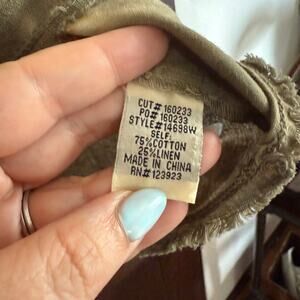 CUT# 160233
PO# 160233
STYLE# 14698W
SELF:
75%COTTON
25%LINEN
MADE IN CHINA
RN# 123923